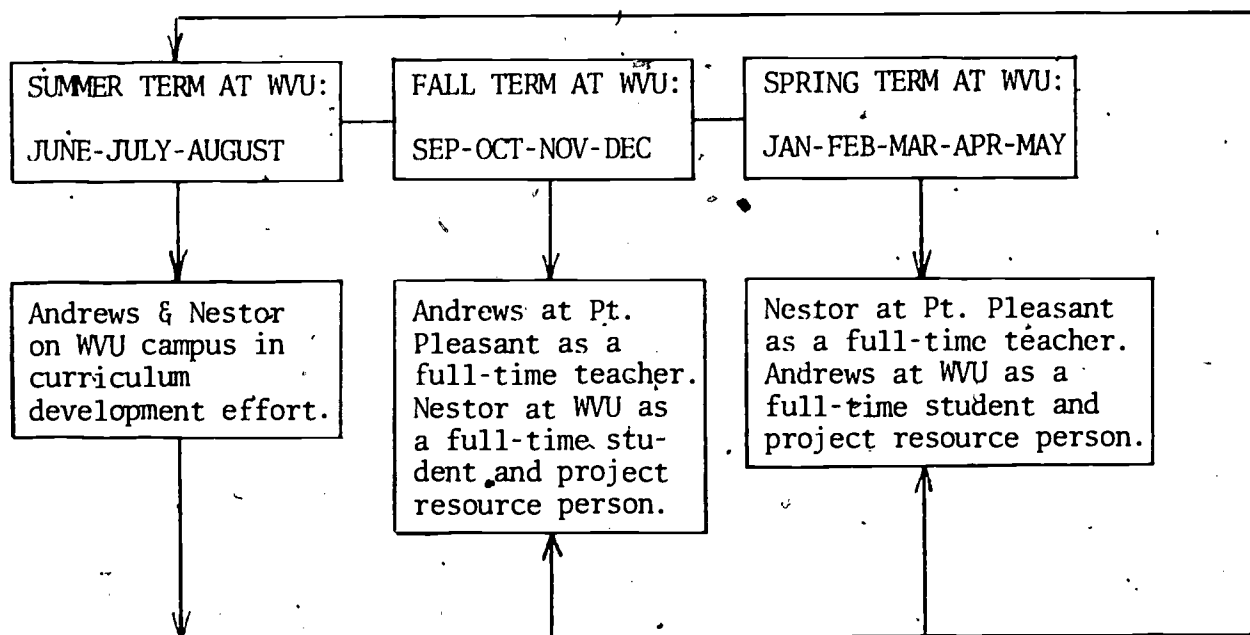 SUMMER TERM AT WVU:
JUNE-JULY-AUGUST
FALL TERM AT WVU:
SEP-OCT-NOV-DEC
SPRING TERM AT WVU:
JAN-FEB-MAR-APR-MAY
Andrews & Nestor
on WVU campus in
curriculum
development effort.
Andrews at Pt.
Pleasant as a
full-time teacher.
Nestor at WVU as
a full-time stu-
dent and project
resource person.
Nestor at Pt. Pleasant
as a full-time teacher.
Andrews at WVU as a
full-time student and
project resource person.